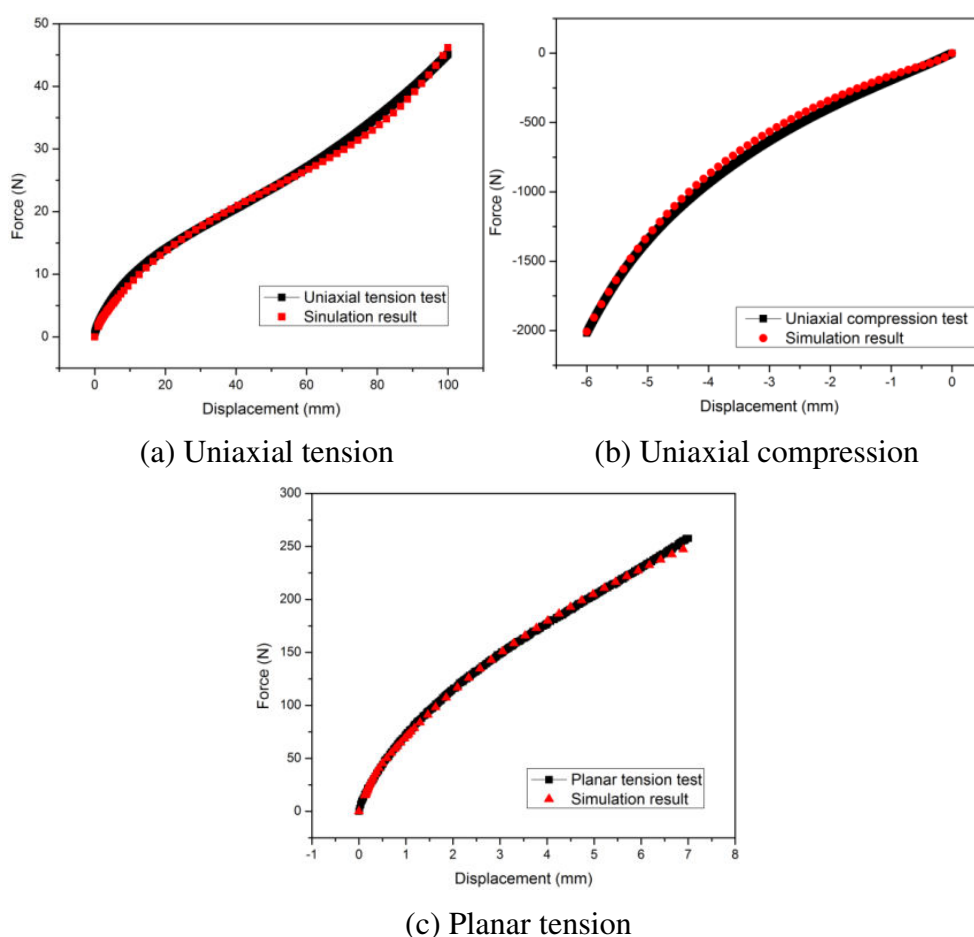 50
40
30
20
10
0
Force (N)
Uniaxial tension test
Sinulation result
0 20 40 60 80 100
Displacement (mm)
(a) Uniaxial tension
0
-500
-1000
-1500
-2000
Force (N)
Uniaxial compression test
Simulation result
-6 -5 -4 -3 -2 -1 0
Displacement (mm)
(b) Uniaxial compression
300
250
200
150
100
50
0
Force (N)
Planar tension test
Simulation result
-1 0 1 2 3 4 5 6 7 8
Displacement (mm)
(c) Planar tension